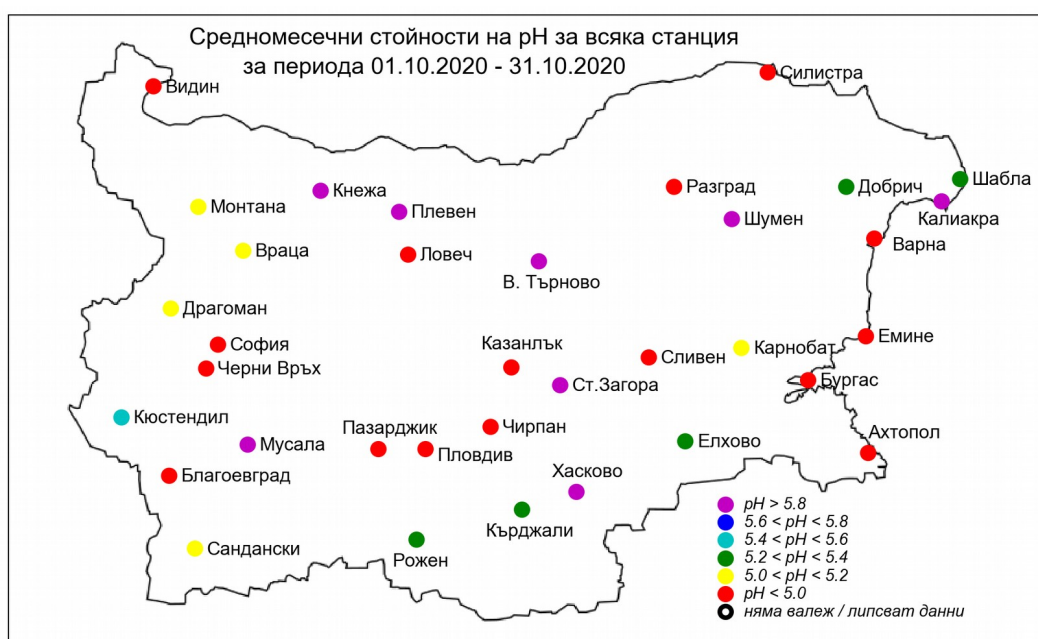 Средномесечни стойности на pH за всяка станция
за периода 01.10.2020 - 31.10.2020
Силистра
Видин
Шабла
Кнежа
Разград
Добрич
Монтана
Плевен
Шумен
Калиакра
Враца
Ловеч
Варна
В. Търново
Драгоман
София
Казанлък
Сливен
Карнобат
Емине
Черни Връх
Ст.Загора
Бургас
Кюстендил
Пазарджик
Чирпан
Ахтопол
Мусала
Пловдив
Елхово
Благоевград
Хасково
Кърджали
Сандански
Рожен
pH > 5.8
5.6 < pH < 5.8
5.4 < pH < 5.6
5.2 < pH < 5.4
5.0 < pH < 5.2
pH < 5.0
няма валеж / липсват данни